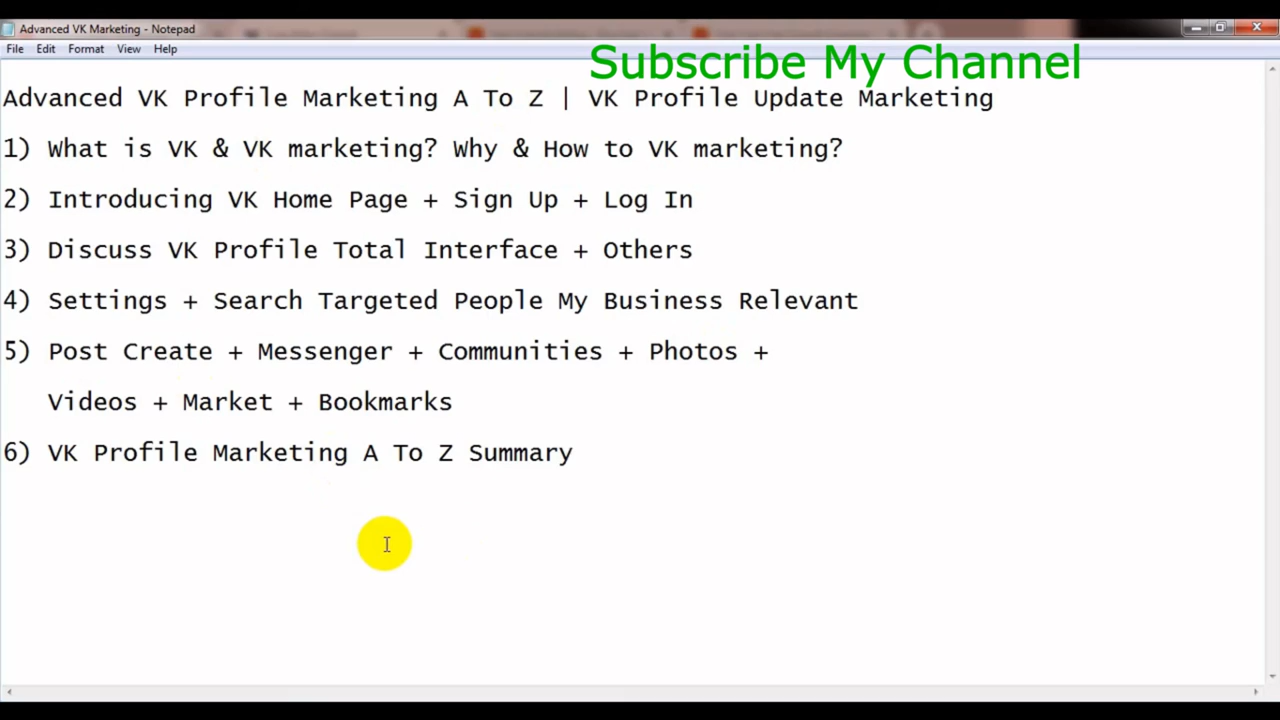 Advanced VK Marketing - Notepad
File Edit Format View Help
Subscribe My Channel
Advanced VK Profile Marketing A To Z | VK Profile Update Marketing
1) What is VK & VK marketing? Why & How to VK marketing?
2) Introducing VK Home Page + Sign Up + Log In
3) Discuss VK Profile Total Interface + Others
4) Settings + Search Targeted People My Business Relevant
5) Post Create + Messenger + Communities + Photos +
Videos + Market + Bookmarks
6) VK Profile Marketing A To Z Summary